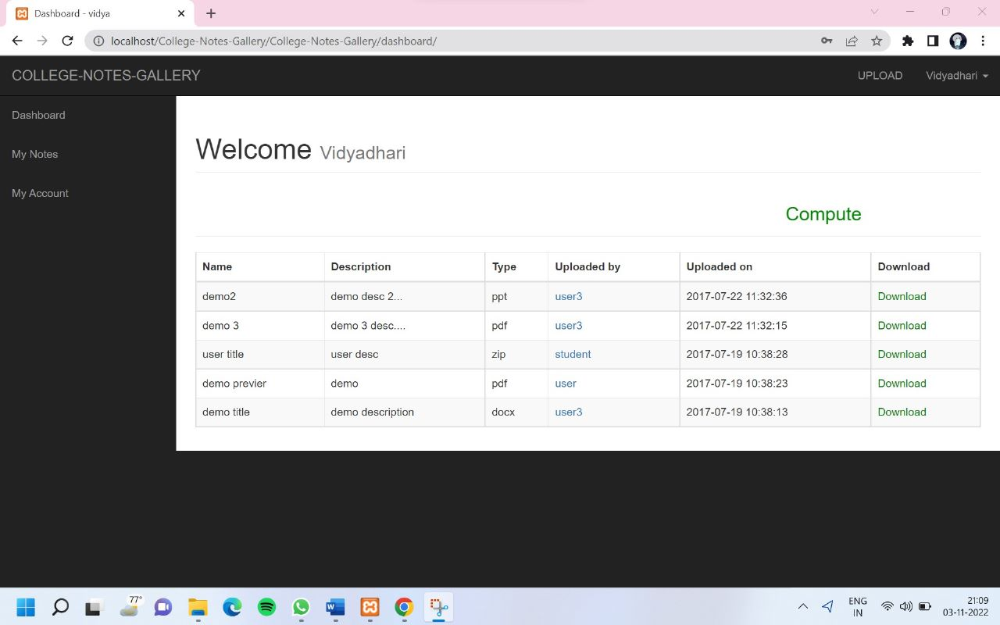 Dashboard - vidya
localhost/College-Notes-Gallery/College-Notes-Gallery/dashboard/
COLLEGE-NOTES-GALLERY UPLOAD Vidyadhari
Dashboard
My Notes
My Account
Welcome Vidyadhari
Compute
Name Description Type Uploaded by Uploaded on Download
demo2 demo desc 2... ppt user3 2017-07-22 11:32:36 Download
demo 3 demo 3 desc.... pdf user3 2017-07-22 11:32:15 Download
user title user desc zip student 2017-07-19 10:38:28 Download
demo previer demo pdf user 2017-07-19 10:38:23 Download
demo title demo description docx user3 2017-07-19 10:38:13 Download
77°
W
ENG 21:09
IN 03-11-2022